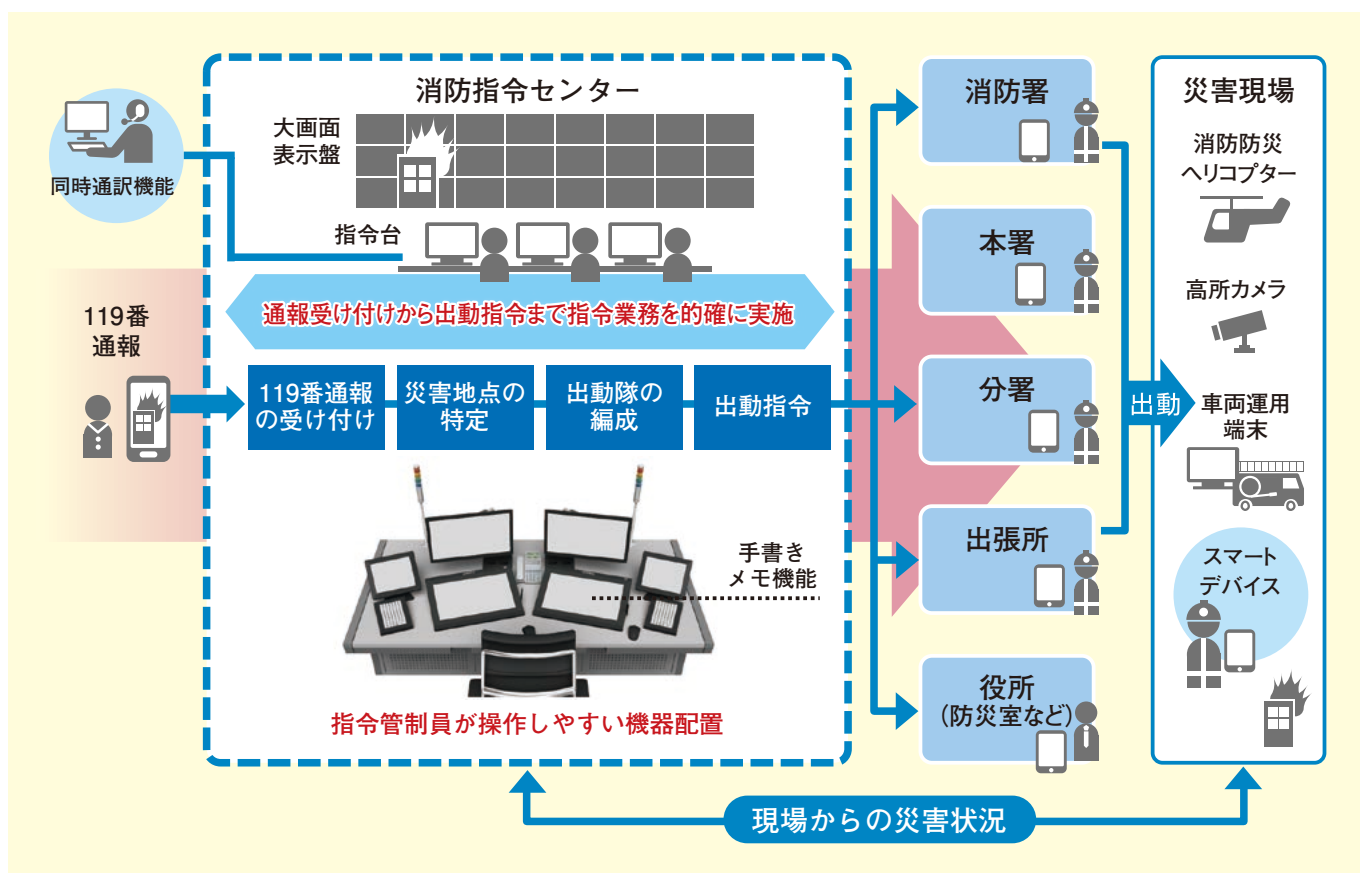 消防指令センター
大画面
表示盤
同時通訳機能
指令台
通報受け付けから出動指令まで指令業務を的確に実施
119番
通報
119番通報
の受け付け
災害地点の
特定
出動隊の
編成
出動指令
手書き
メモ機能
指令管制員が操作しやすい機器配置
消防署
本署
分署
出張所
役所
(防災室など)
出動
災害現場
消防防災
ヘリコプター
高所カメラ
車両運用
端末
スマート
デバイス
現場からの災害状況